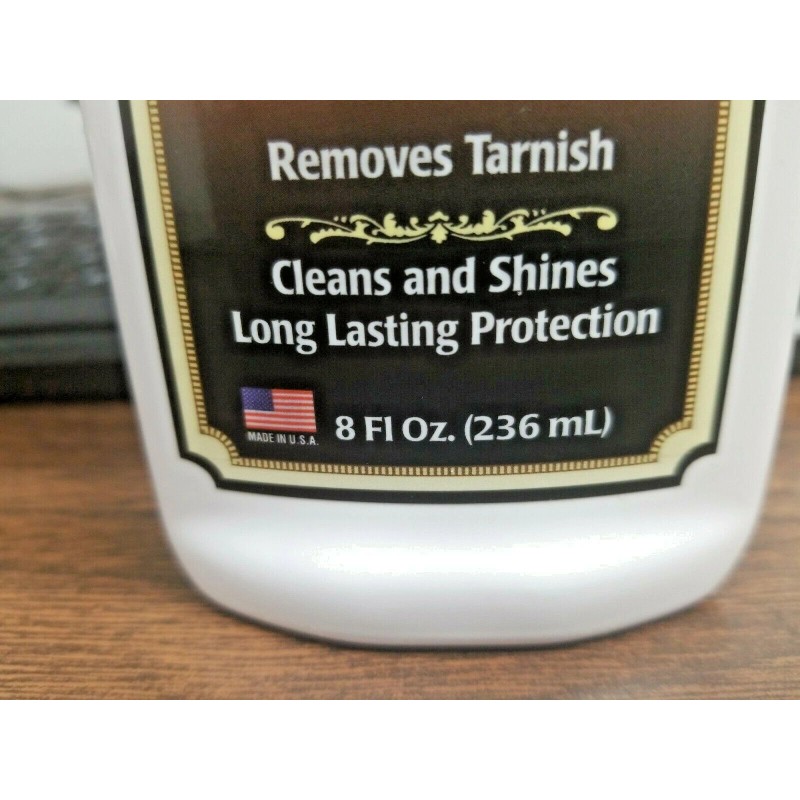 Removes Tarnish
Cleans and Shines
Long Lasting Protection
MADE IN U.S.A.
8 Fl Oz. (236 mL)